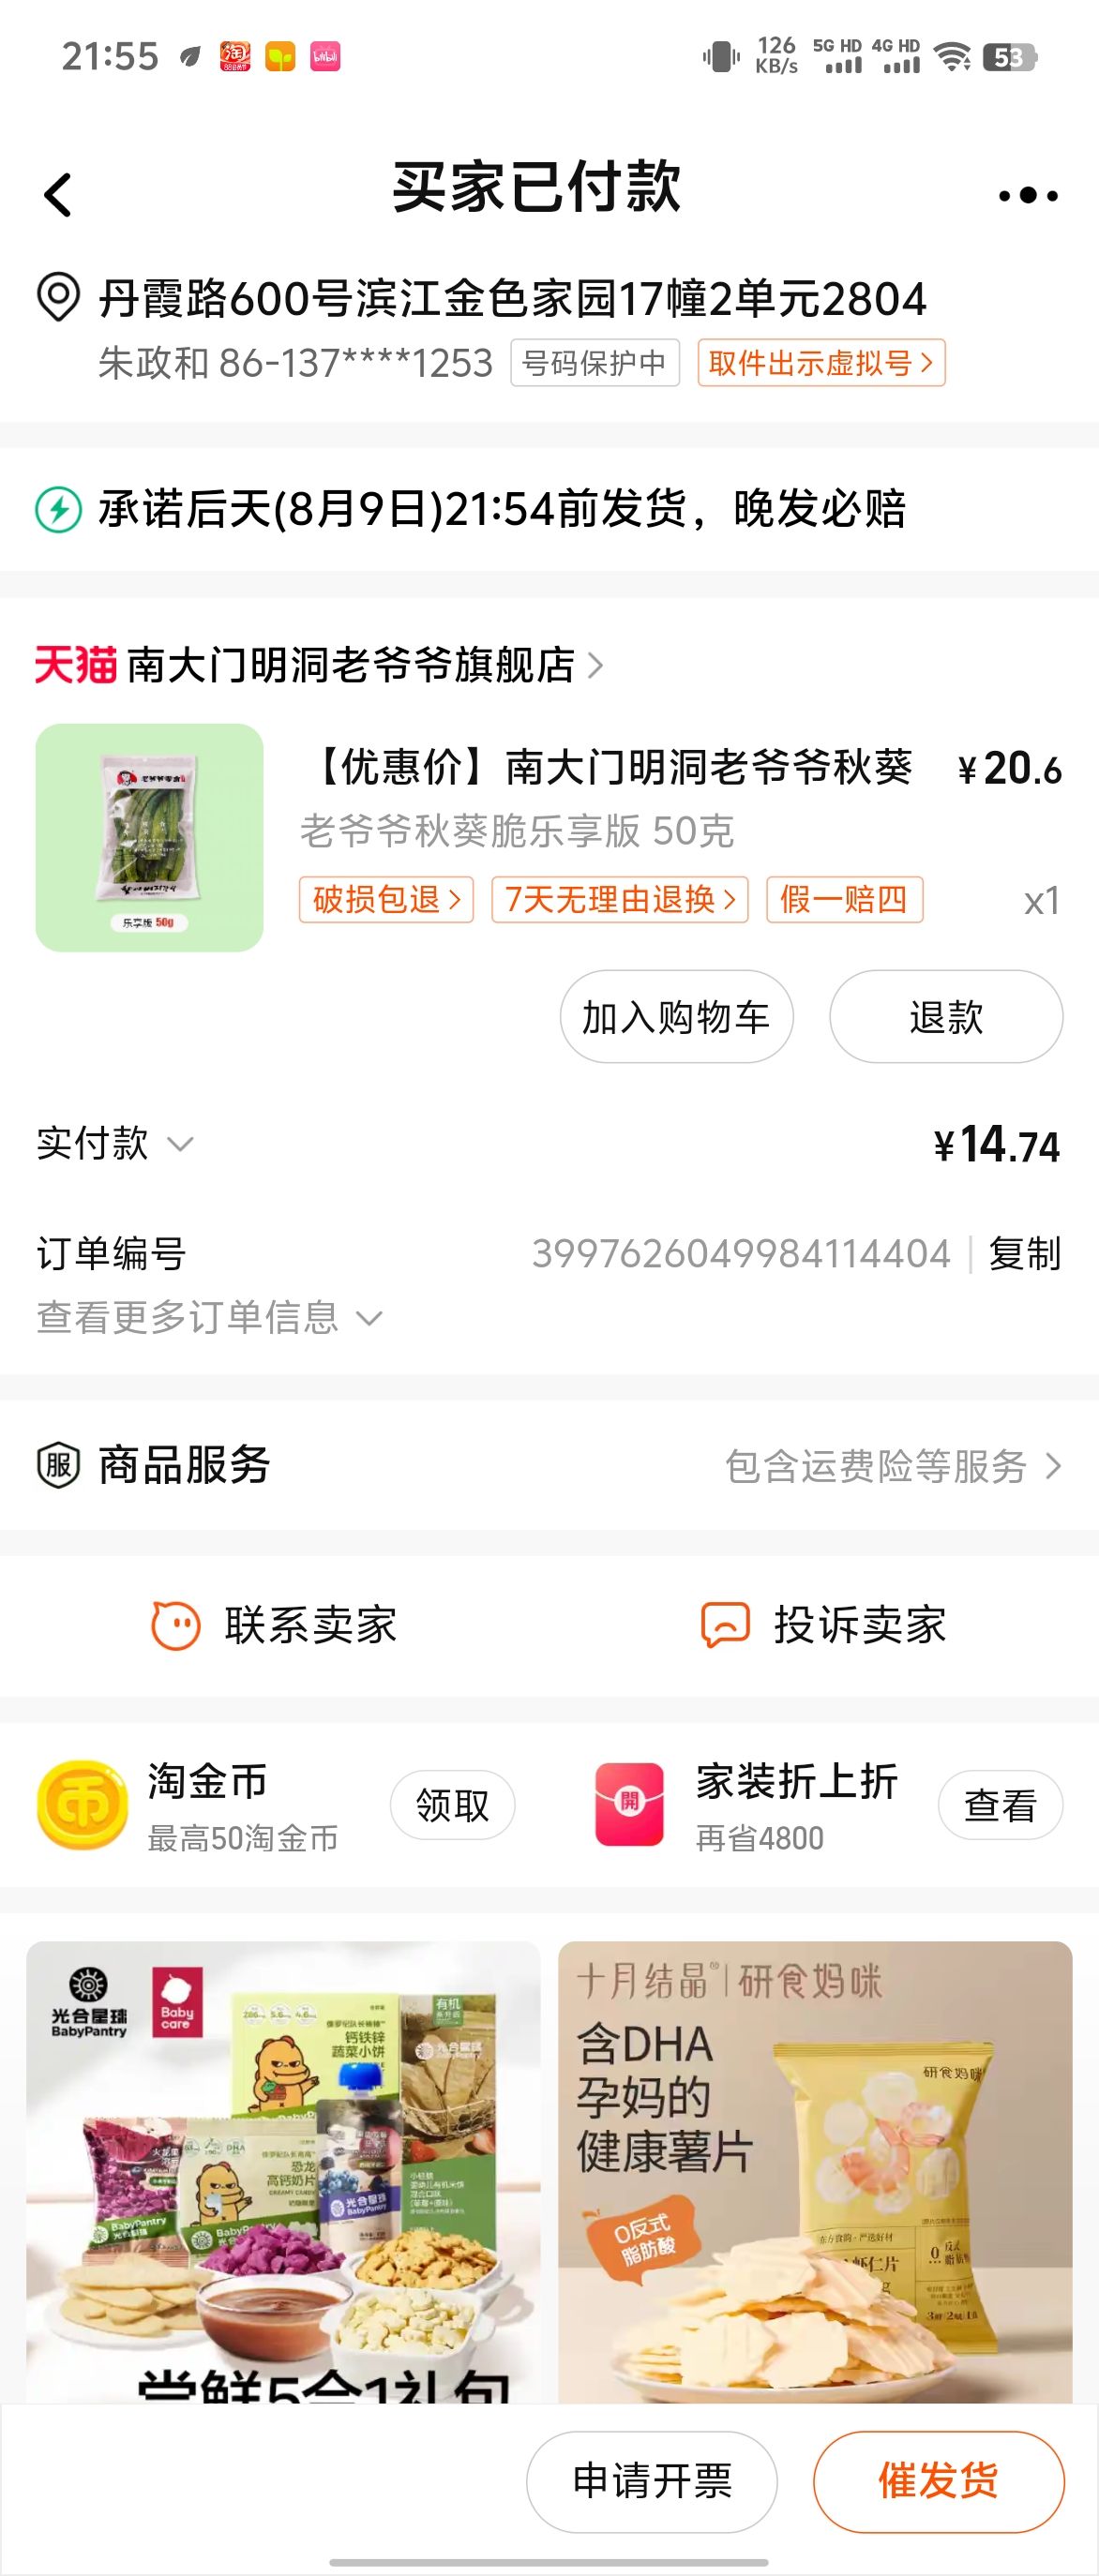 21:55
126
KB/s
5G HD
4G HD
53
买家已付款
丹霞路600号滨江金色家园17幢2单元2804
朱政和 86-137****1253 号码保护中 取件出示虚拟号
承诺后天(8月9日)21:54前发货，晚发必赔
天猫 南大门明洞老爷爷旗舰店
【优惠价】南大门明洞老爷爷秋葵 ¥20.6
老爷爷秋葵脆乐享版 50克
破损包退 7天无理由退换 假一赔四 x1
乐享版 50g
加入购物车 退款
实付款 ¥14.74
订单编号 3997626049984114404 复制
查看更多订单信息
服 商品服务 包含运费险等服务
联系卖家 投诉卖家
币 淘金币 领取
最高50淘金币
開 家装折上折 查看
再省4800
光合星球
BabyPantry
Baby
care
有机
钙铁锌
蔬菜小饼
恐龙
高钙奶片
BabyPantry
光合星球
尝鲜5合1礼包
十月结晶 研食妈咪
含DHA
孕妈的
健康薯片
研食妈咪
0反式
脂肪酸
虾仁片
申请开票 催发货